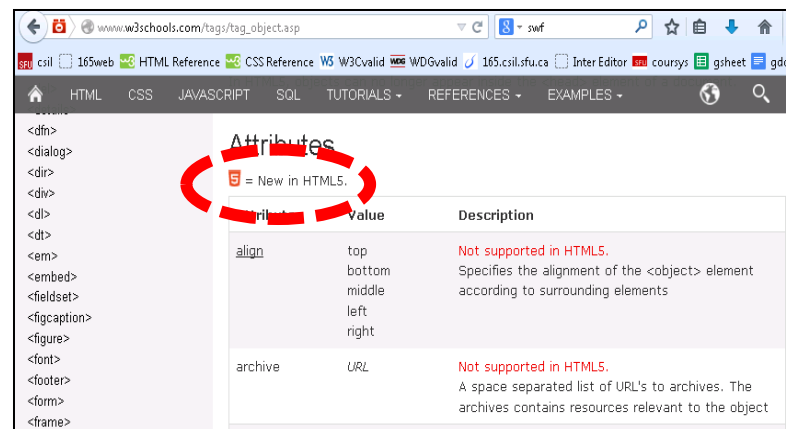 www.w3schools.com/tags/tag_object.asp
swf
csil 165web HTML Reference CSS Reference W3Cvalid WDGvalid 165.csil.sfu.ca Inter Editor coursys gsheet
HTML CSS JAVASCRIPT SQL TUTORIALS REFERENCES EXAMPLES
<dfn>
<dialog>
<dir>
<div>
<dl>
<dt>
<em>
<embed>
<fieldset>
<figcaption>
<figure>
<font>
<footer>
<form>
<frame>
Attributes
5 = New in HTML5.
Value Description
align top Not supported in HTML5.
bottom Specifies the alignment of the <object> element
middle according to surrounding elements
left
right
archive URL Not supported in HTML5.
A space separated list of URL's to archives. The
archives contains resources relevant to the object